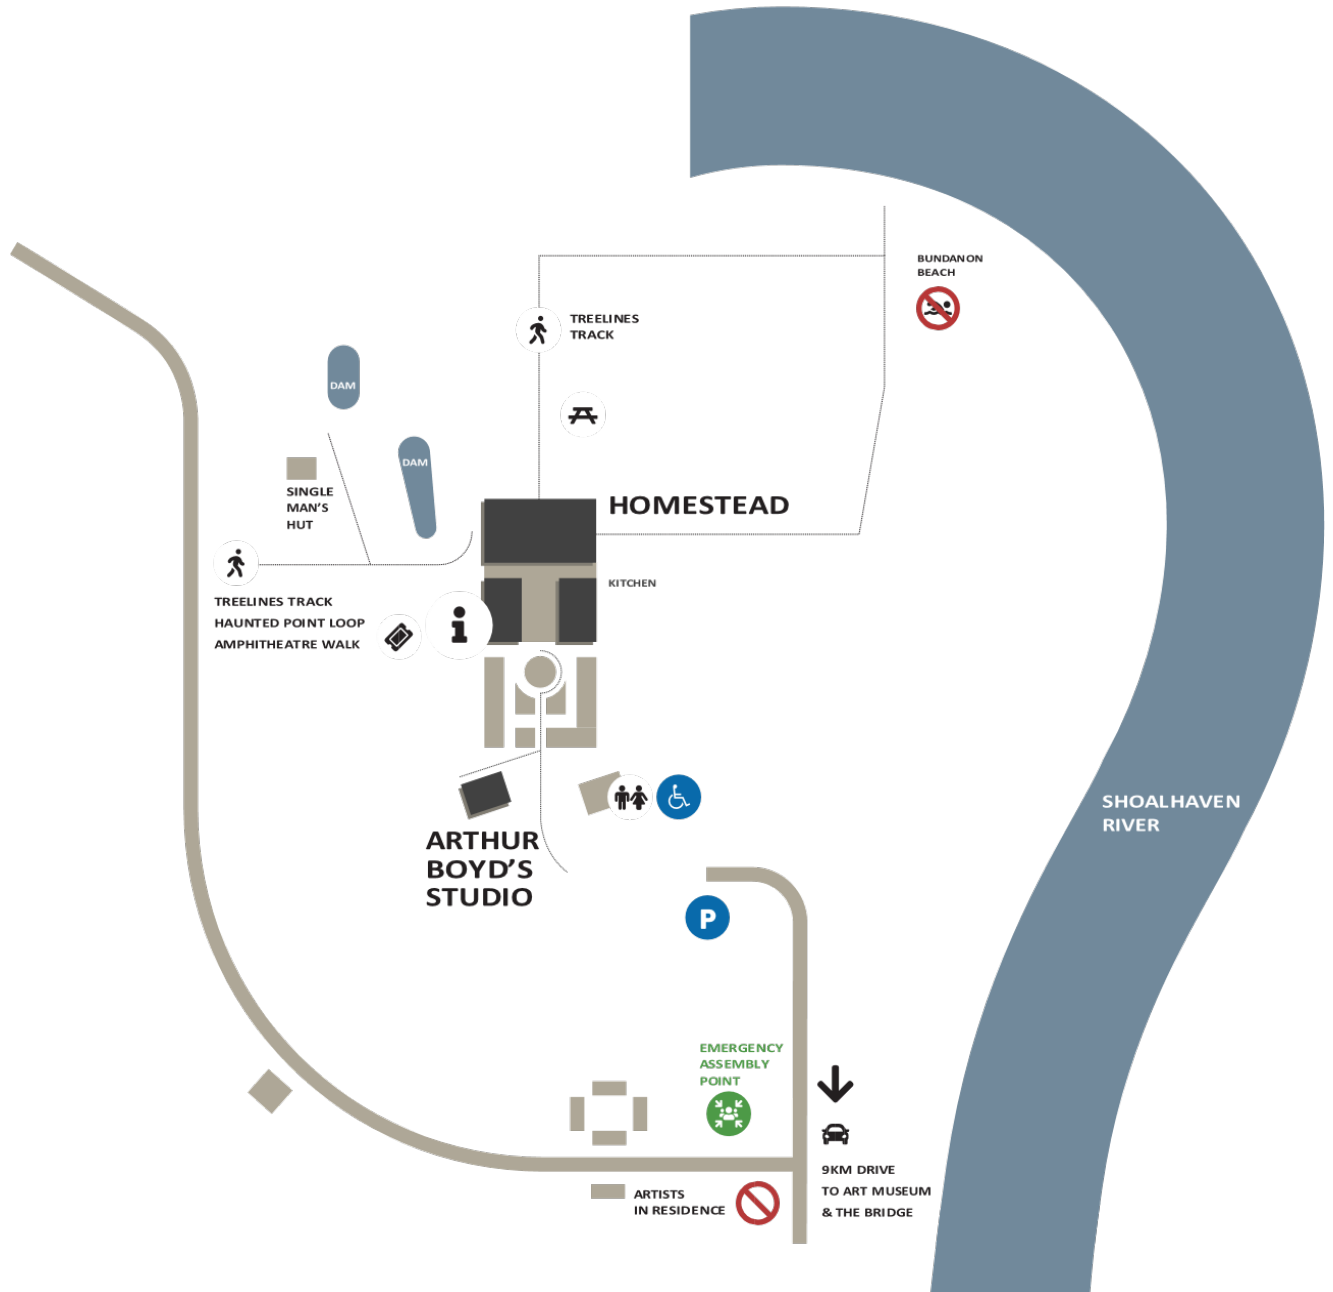 BUNDANON
BEACH
TREELINES
TRACK
DAM
DAM
SINGLE
MAN'S
HUT
HOMESTEAD
KITCHEN
TREELINES TRACK
HAUNTED POINT LOOP
AMPHITHEATRE WALK
i
ARTHUR
BOYD'S
STUDIO
SHOALHAVEN
RIVER
P
EMERGENCY
ASSEMBLY
POINT
9KM DRIVE
TO ART MUSEUM
& THE BRIDGE
ARTISTS
IN RESIDENCE